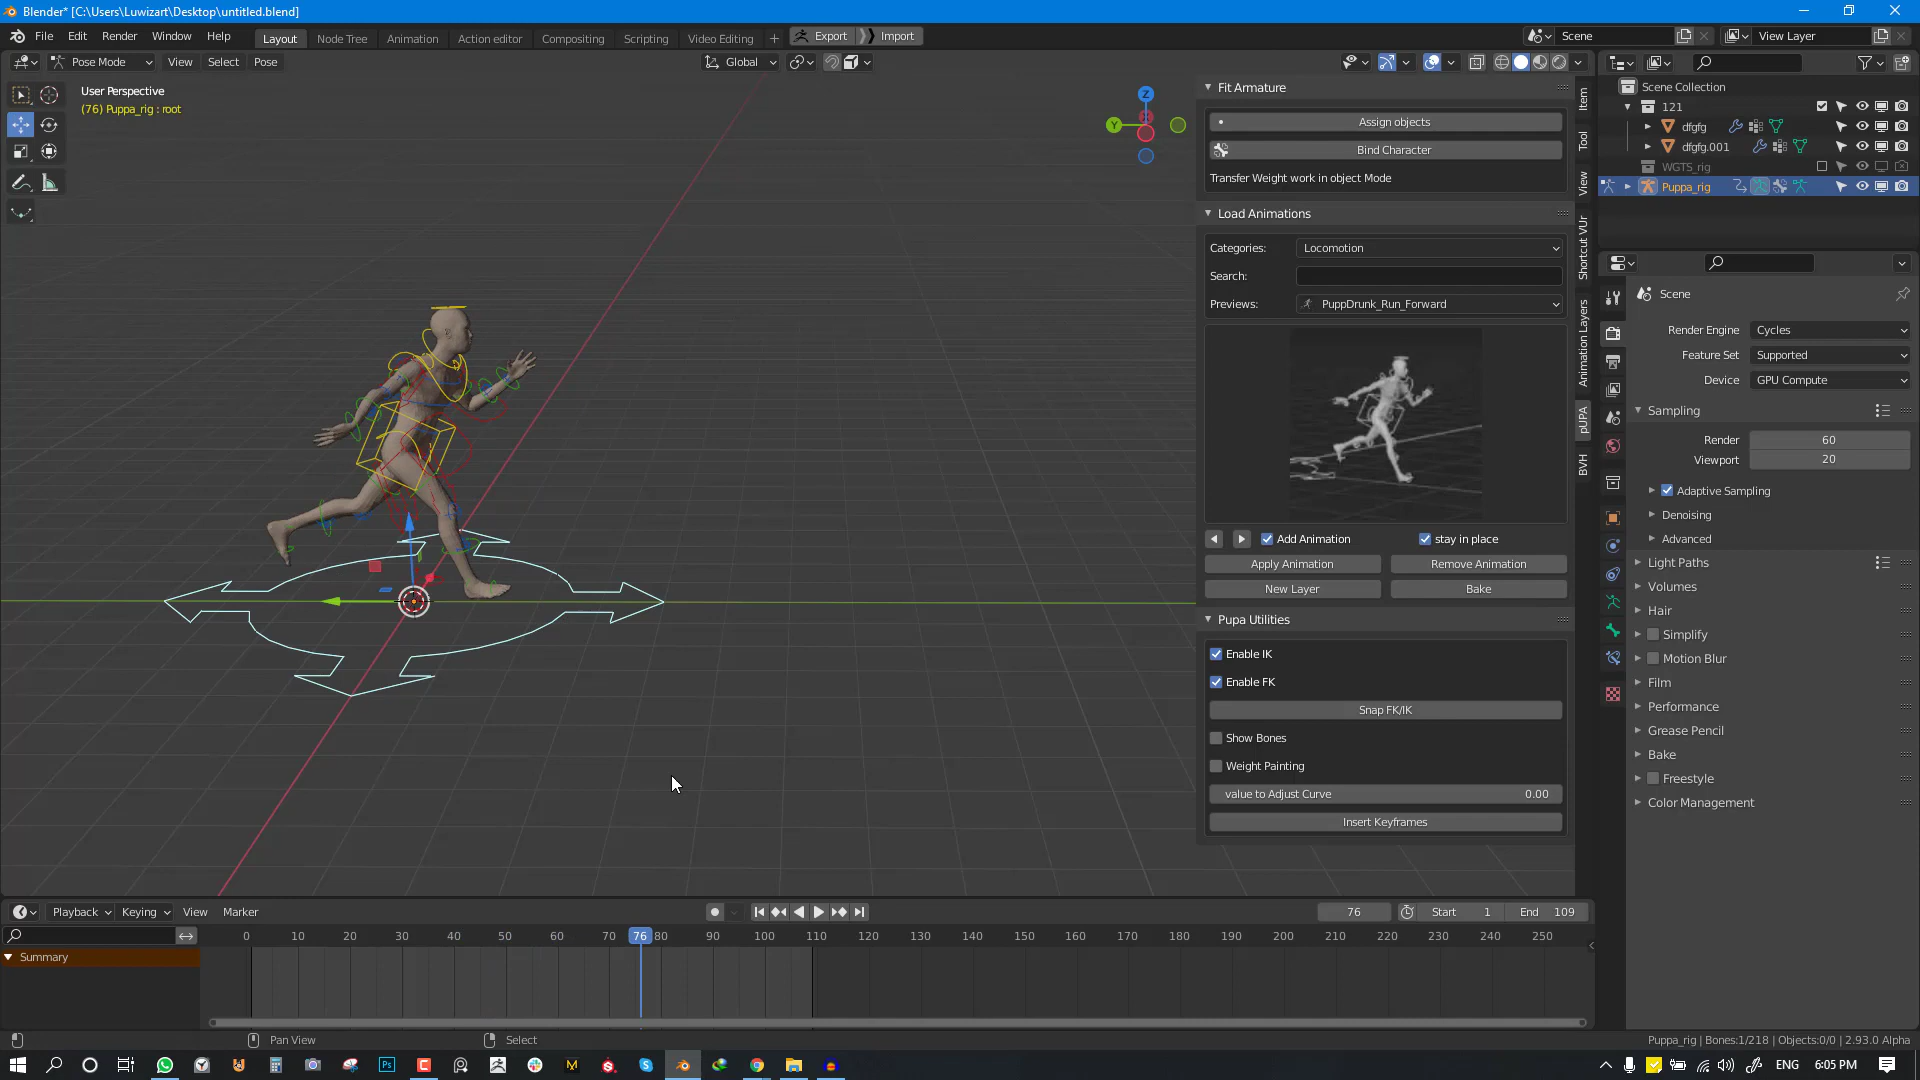 Blender* [C:\Users\Luwizart\Desktop\untitled.blend]
File Edit Render Window Help
Layout Node Tree Animation Action editor Compositing Scripting Video Editing + Export Import
Scene View Layer
Pose Mode View Select Pose Global
User Perspective
(76) Puppa_rig : root
Z
Y
Fit Armature
Assign objects
Bind Character
Transfer Weight work in object Mode
Load Animations
Categories: Locomotion
Search:
Previews: PuppDrunk_Run_Forward
Add Animation stay in place
Apply Animation Remove Animation
New Layer Bake
Pupa Utilities
Enable IK
Enable FK
Snap FK/IK
Show Bones
Weight Painting
value to Adjust Curve 0.00
Insert Keyframes
Item
Tool
View
Shortcut VUr
Animation Layers
pUPA
BVH
Scene Collection
121
dfgfg
dfgfg.001
WGTS_rig
Puppa_rig
Scene
Render Engine Cycles
Feature Set Supported
Device GPU Compute
Sampling
Render 60
Viewport 20
Adaptive Sampling
Denoising
Advanced
Light Paths
Volumes
Hair
Simplify
Motion Blur
Film
Performance
Grease Pencil
Bake
Freestyle
Color Management
Playback Keying View Marker 76 Start 1 End 109
0 10 20 30 40 50 60 70 76 80 90 100 110 120 130 140 150 160 170 180 190 200 210 220 230 240 250
Summary
Pan View Select Puppa_rig | Bones:1/218 | Objects:0/0 | 2.93.0 Alpha
ENG 6:05 PM